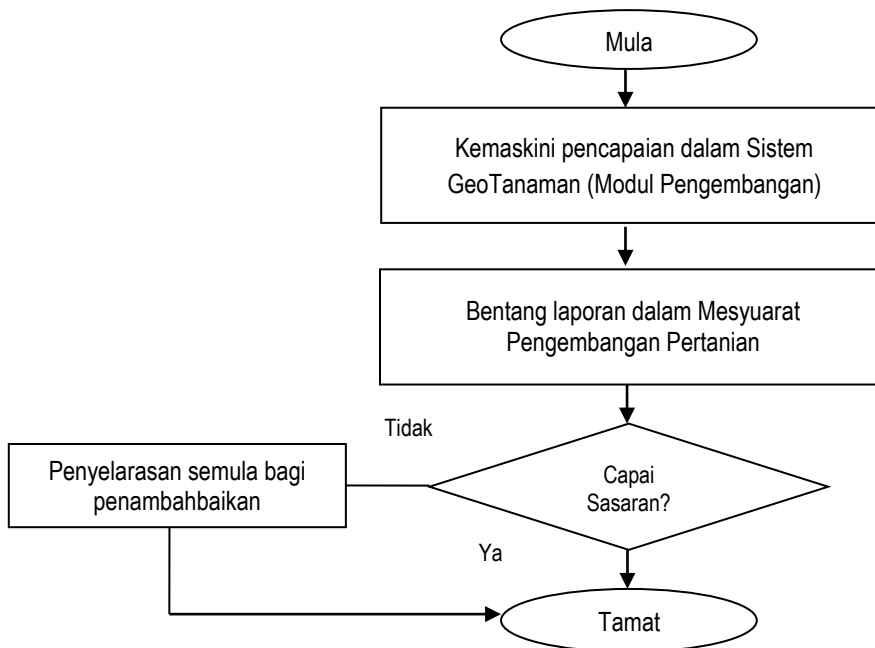 Mula
Kemaskini pencapaian dalam Sistem
GeoTanaman (Modul Pengembangan)
Bentang laporan dalam Mesyuarat
Pengembangan Pertanian
Tidak
Penyelarasan semula bagi
penambahbaikan
Capai
Sasaran?
Ya
Tamat